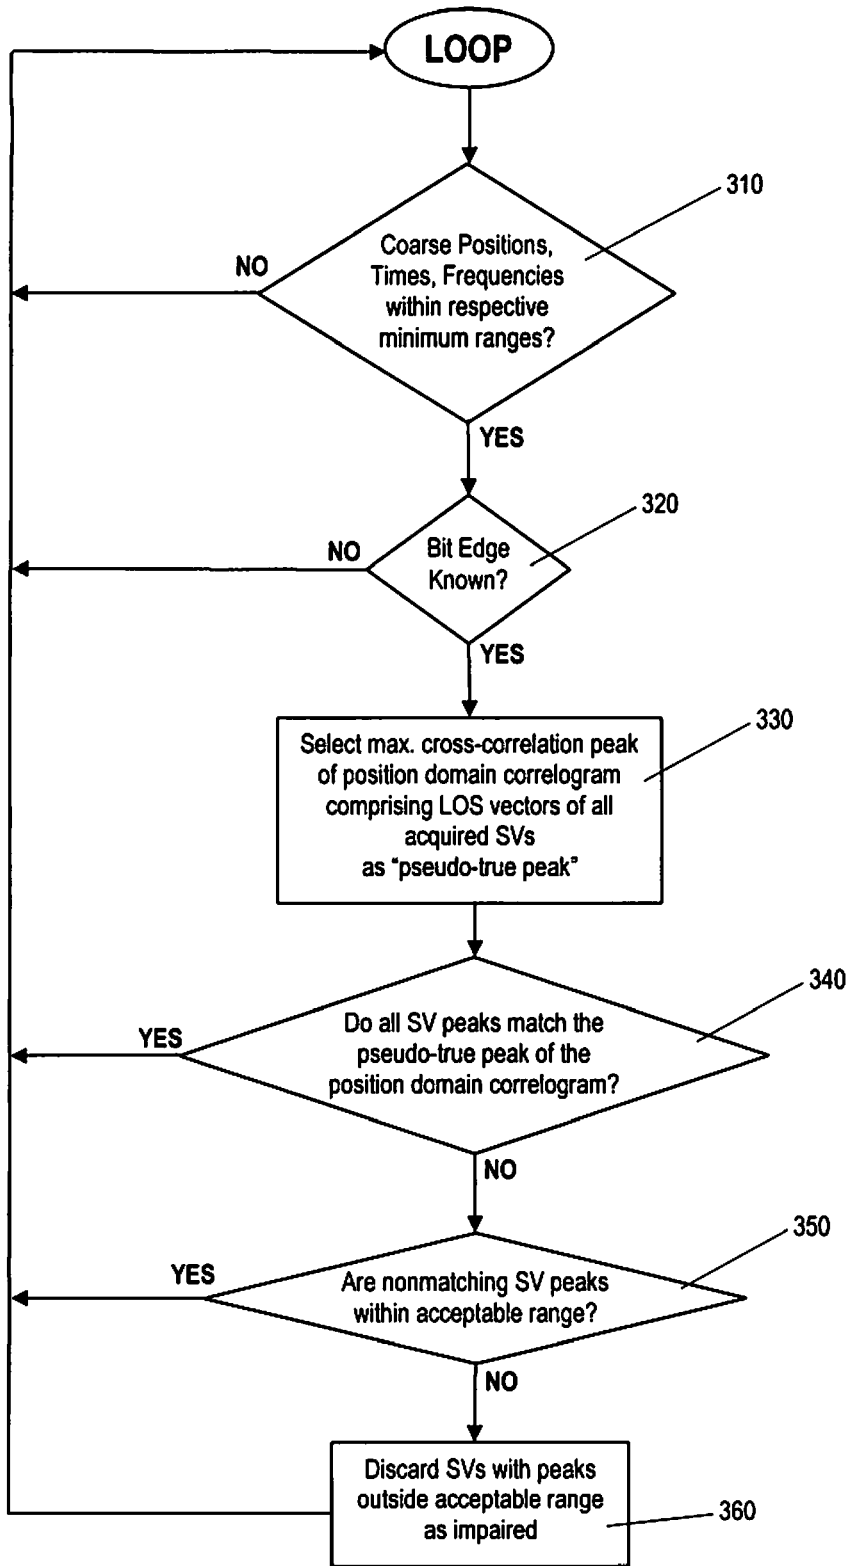 LOOP
310
Coarse Positions,
Times, Frequencies
within respective
minimum ranges?
NO
YES
320
Bit Edge
Known?
NO
YES
330
Select max. cross-correlation peak
of position domain correlogram
comprising LOS vectors of all
acquired SVs
as "pseudo-true peak"
340
Do all SV peaks match the
pseudo-true peak of the
position domain correlogram?
YES
NO
350
Are nonmatching SV peaks
within acceptable range?
YES
NO
Discard SVs with peaks
outside acceptable range
as impaired
360